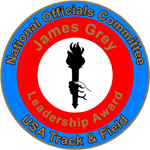 National Officials Committee
James Grey
Leadership Award
USA Track & Field